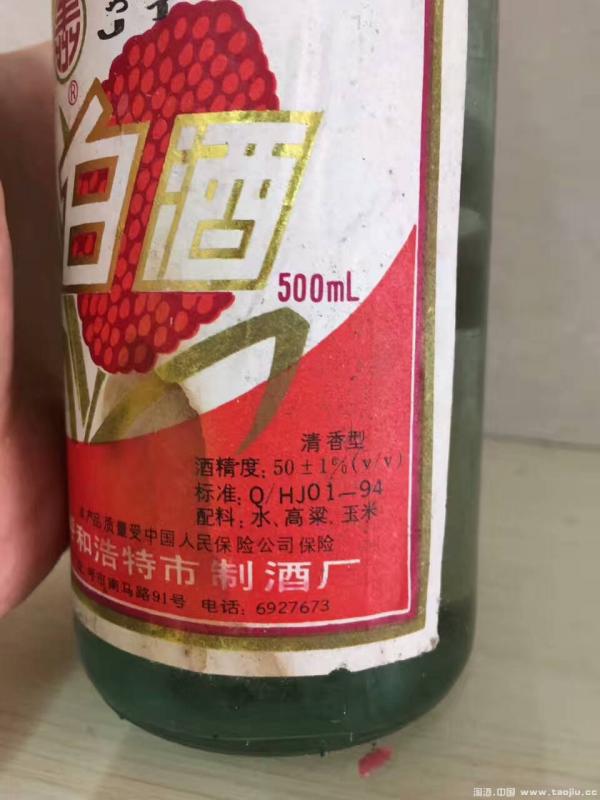 ®
白酒
500mL
清香型
酒精度: 50±1%(v/v)
标准: Q/HJ01-94
配料: 水、高粱、玉米
产品质量受中国人民保险公司保险
和浩特市制酒厂
呼市南马路91号 电话: 6927673
淘酒.中国 www.taojiu.cc